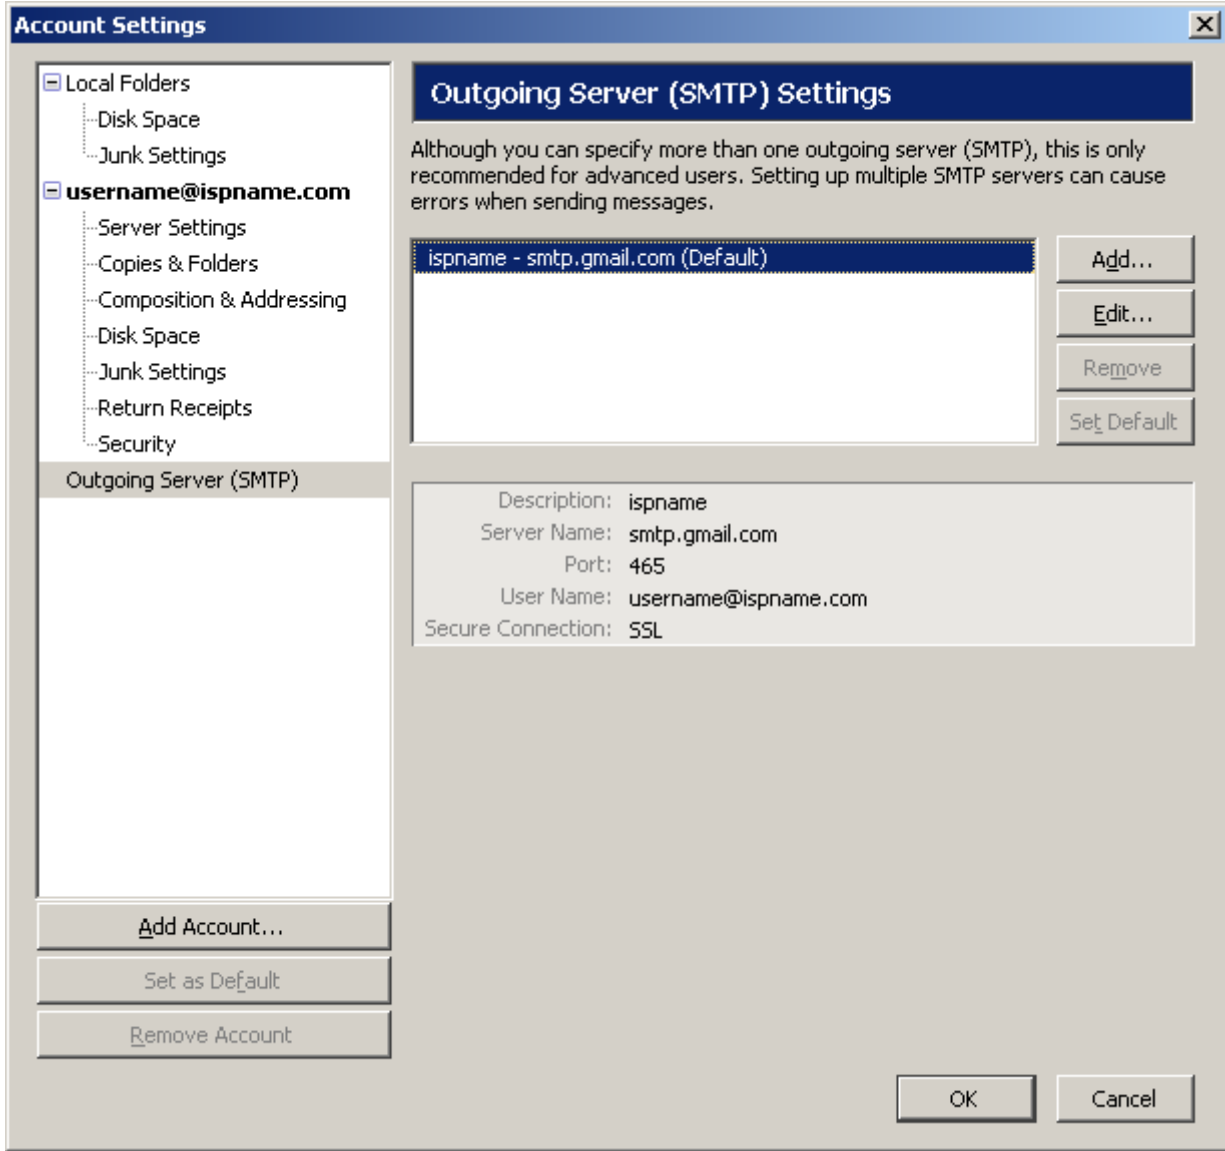 Account Settings
Local Folders
Disk Space
Junk Settings
username@ispname.com
Server Settings
Copies & Folders
Composition & Addressing
Disk Space
Junk Settings
Return Receipts
Security
Outgoing Server (SMTP)
Add Account...
Set as Default
Remove Account
Outgoing Server (SMTP) Settings
Although you can specify more than one outgoing server (SMTP), this is only
recommended for advanced users. Setting up multiple SMTP servers can cause
errors when sending messages.
ispname - smtp.gmail.com (Default)
Add...
Edit...
Remove
Set Default
Description: ispname
Server Name: smtp.gmail.com
Port: 465
User Name: username@ispname.com
Secure Connection: SSL
OK
Cancel